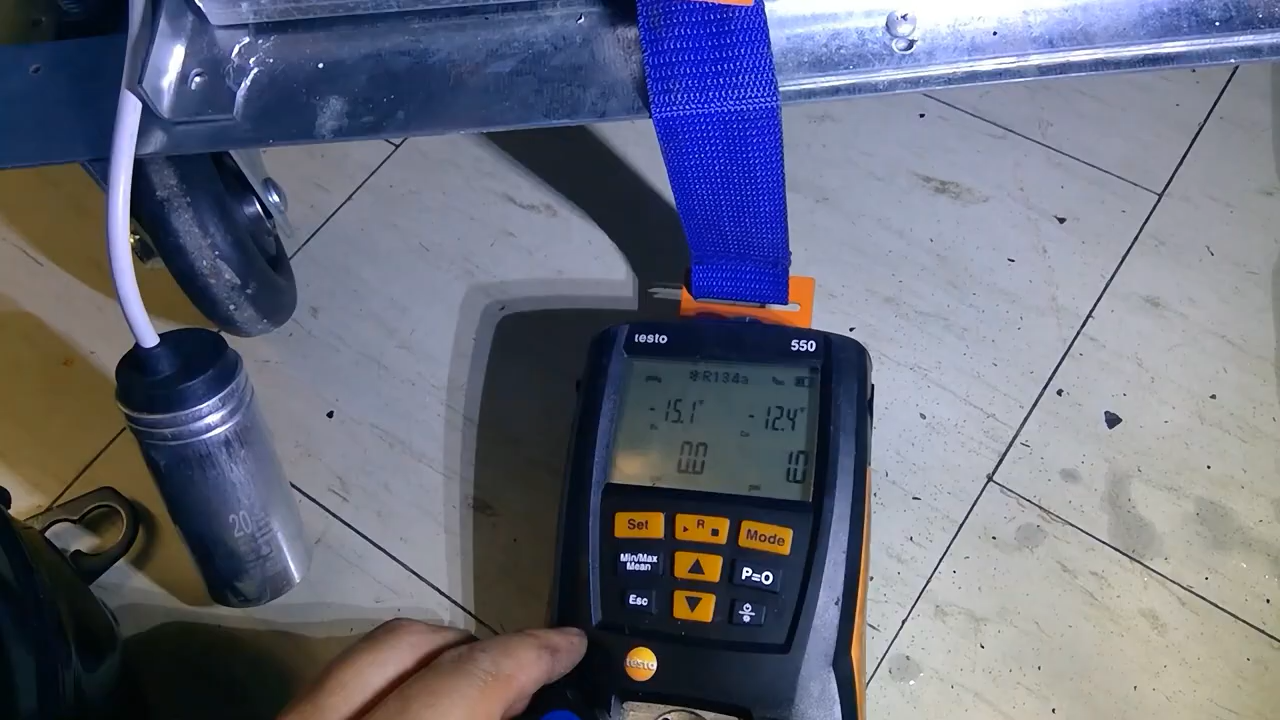 testo 550
R134a
-15.1 -12.4
0.0 1.0
Set R Mode
Min/Max
Mean
P=0
Esc
testo
20